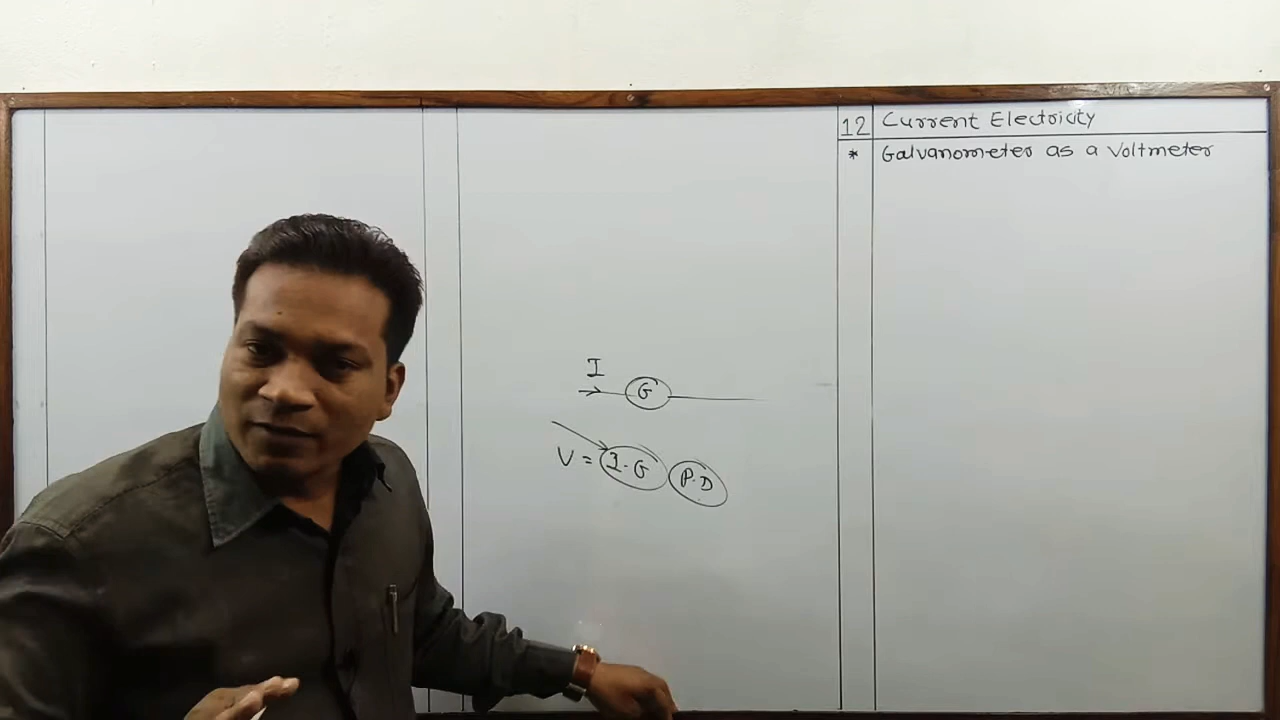 12 Current Electricity
* Galvanometer as a Voltmeter
I
G
V = I.G P.D